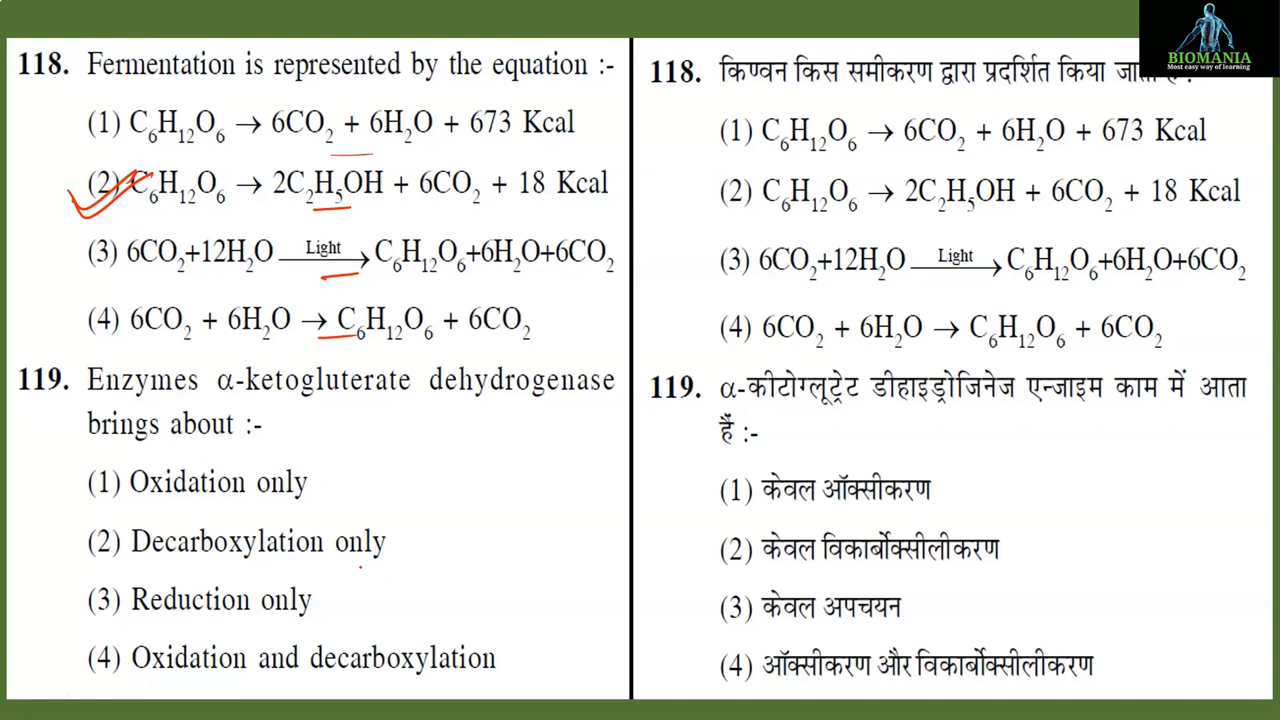 BIOMANIA
Most easy way of learning
118. Fermentation is represented by the equation :-
(1) C₆H₁₂O₆ → 6CO₂ + 6H₂O + 673 Kcal
(2) C₆H₁₂O₆ → 2C₂H₅OH + 6CO₂ + 18 Kcal
(3) 6CO₂+12H₂O Light→ C₆H₁₂O₆+6H₂O+6CO₂
(4) 6CO₂ + 6H₂O → C₆H₁₂O₆ + 6CO₂
119. Enzymes α-ketogluterate dehydrogenase
brings about :-
(1) Oxidation only
(2) Decarboxylation only
(3) Reduction only
(4) Oxidation and decarboxylation
118. किण्वन किस समीकरण द्वारा प्रदर्शित किया जाता
(1) C₆H₁₂O₆ → 6CO₂ + 6H₂O + 673 Kcal
(2) C₆H₁₂O₆ → 2C₂H₅OH + 6CO₂ + 18 Kcal
(3) 6CO₂+12H₂O Light→ C₆H₁₂O₆+6H₂O+6CO₂
(4) 6CO₂ + 6H₂O → C₆H₁₂O₆ + 6CO₂
119. α-कीटोग्लूट्रेट डीहाइड्रोजिनेज एन्जाइम काम में आता
हैं :-
(1) केवल ऑक्सीकरण
(2) केवल विकार्बोक्सीलीकरण
(3) केवल अपचयन
(4) ऑक्सीकरण और विकार्बोक्सीलीकरण